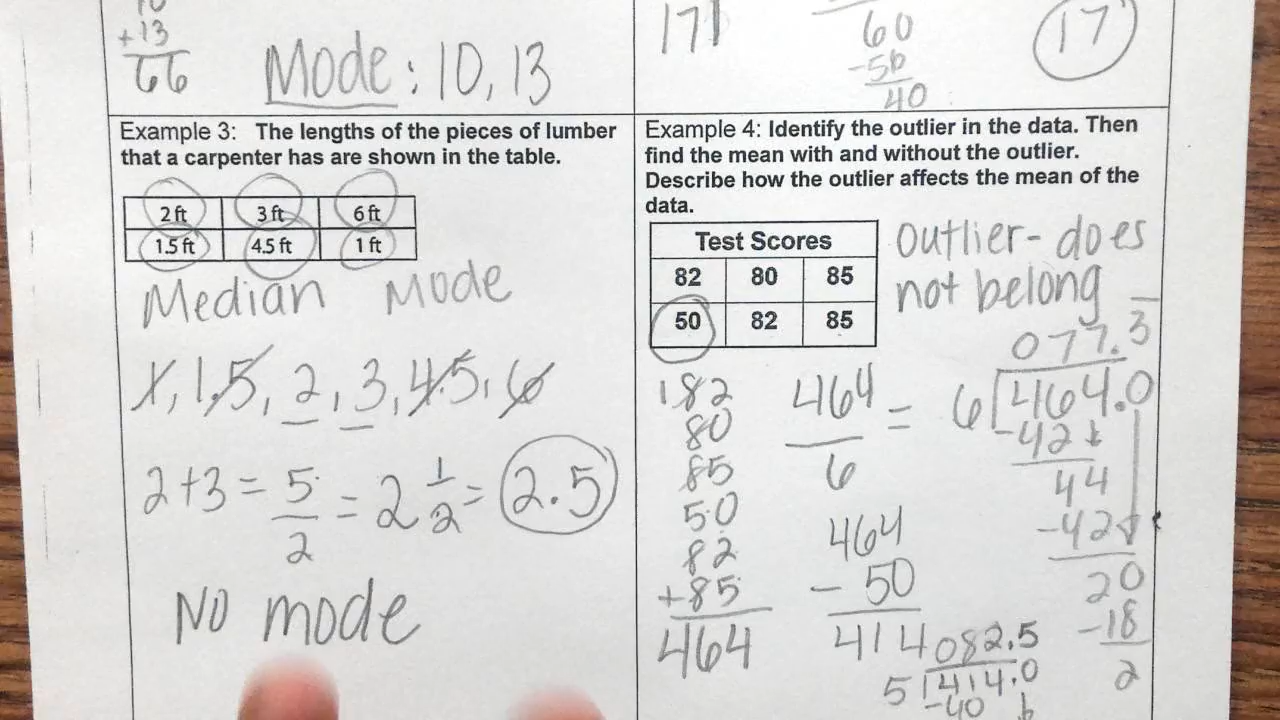 10
+13
66
Mode: 10, 13
171
60
-56
40
17
Example 3: The lengths of the pieces of lumber
that a carpenter has are shown in the table.
2 ft 3 ft 6 ft
1.5 ft 4.5 ft 1 ft
Median Mode
1, 1.5, 2, 3, 4.5, 6
2+3 = 5/2 = 2 1/2 = 2.5
No mode
Example 4: Identify the outlier in the data. Then
find the mean with and without the outlier.
Describe how the outlier affects the mean of the
data.
Test Scores
82 80 85
50 82 85
outlier - does
not belong
182
80
85
50
82
+85
464
464/6 =
077.3
6 464.0
-42
44
-42
20
-18
2
464
- 50
414
082.5
5 414.0
-40